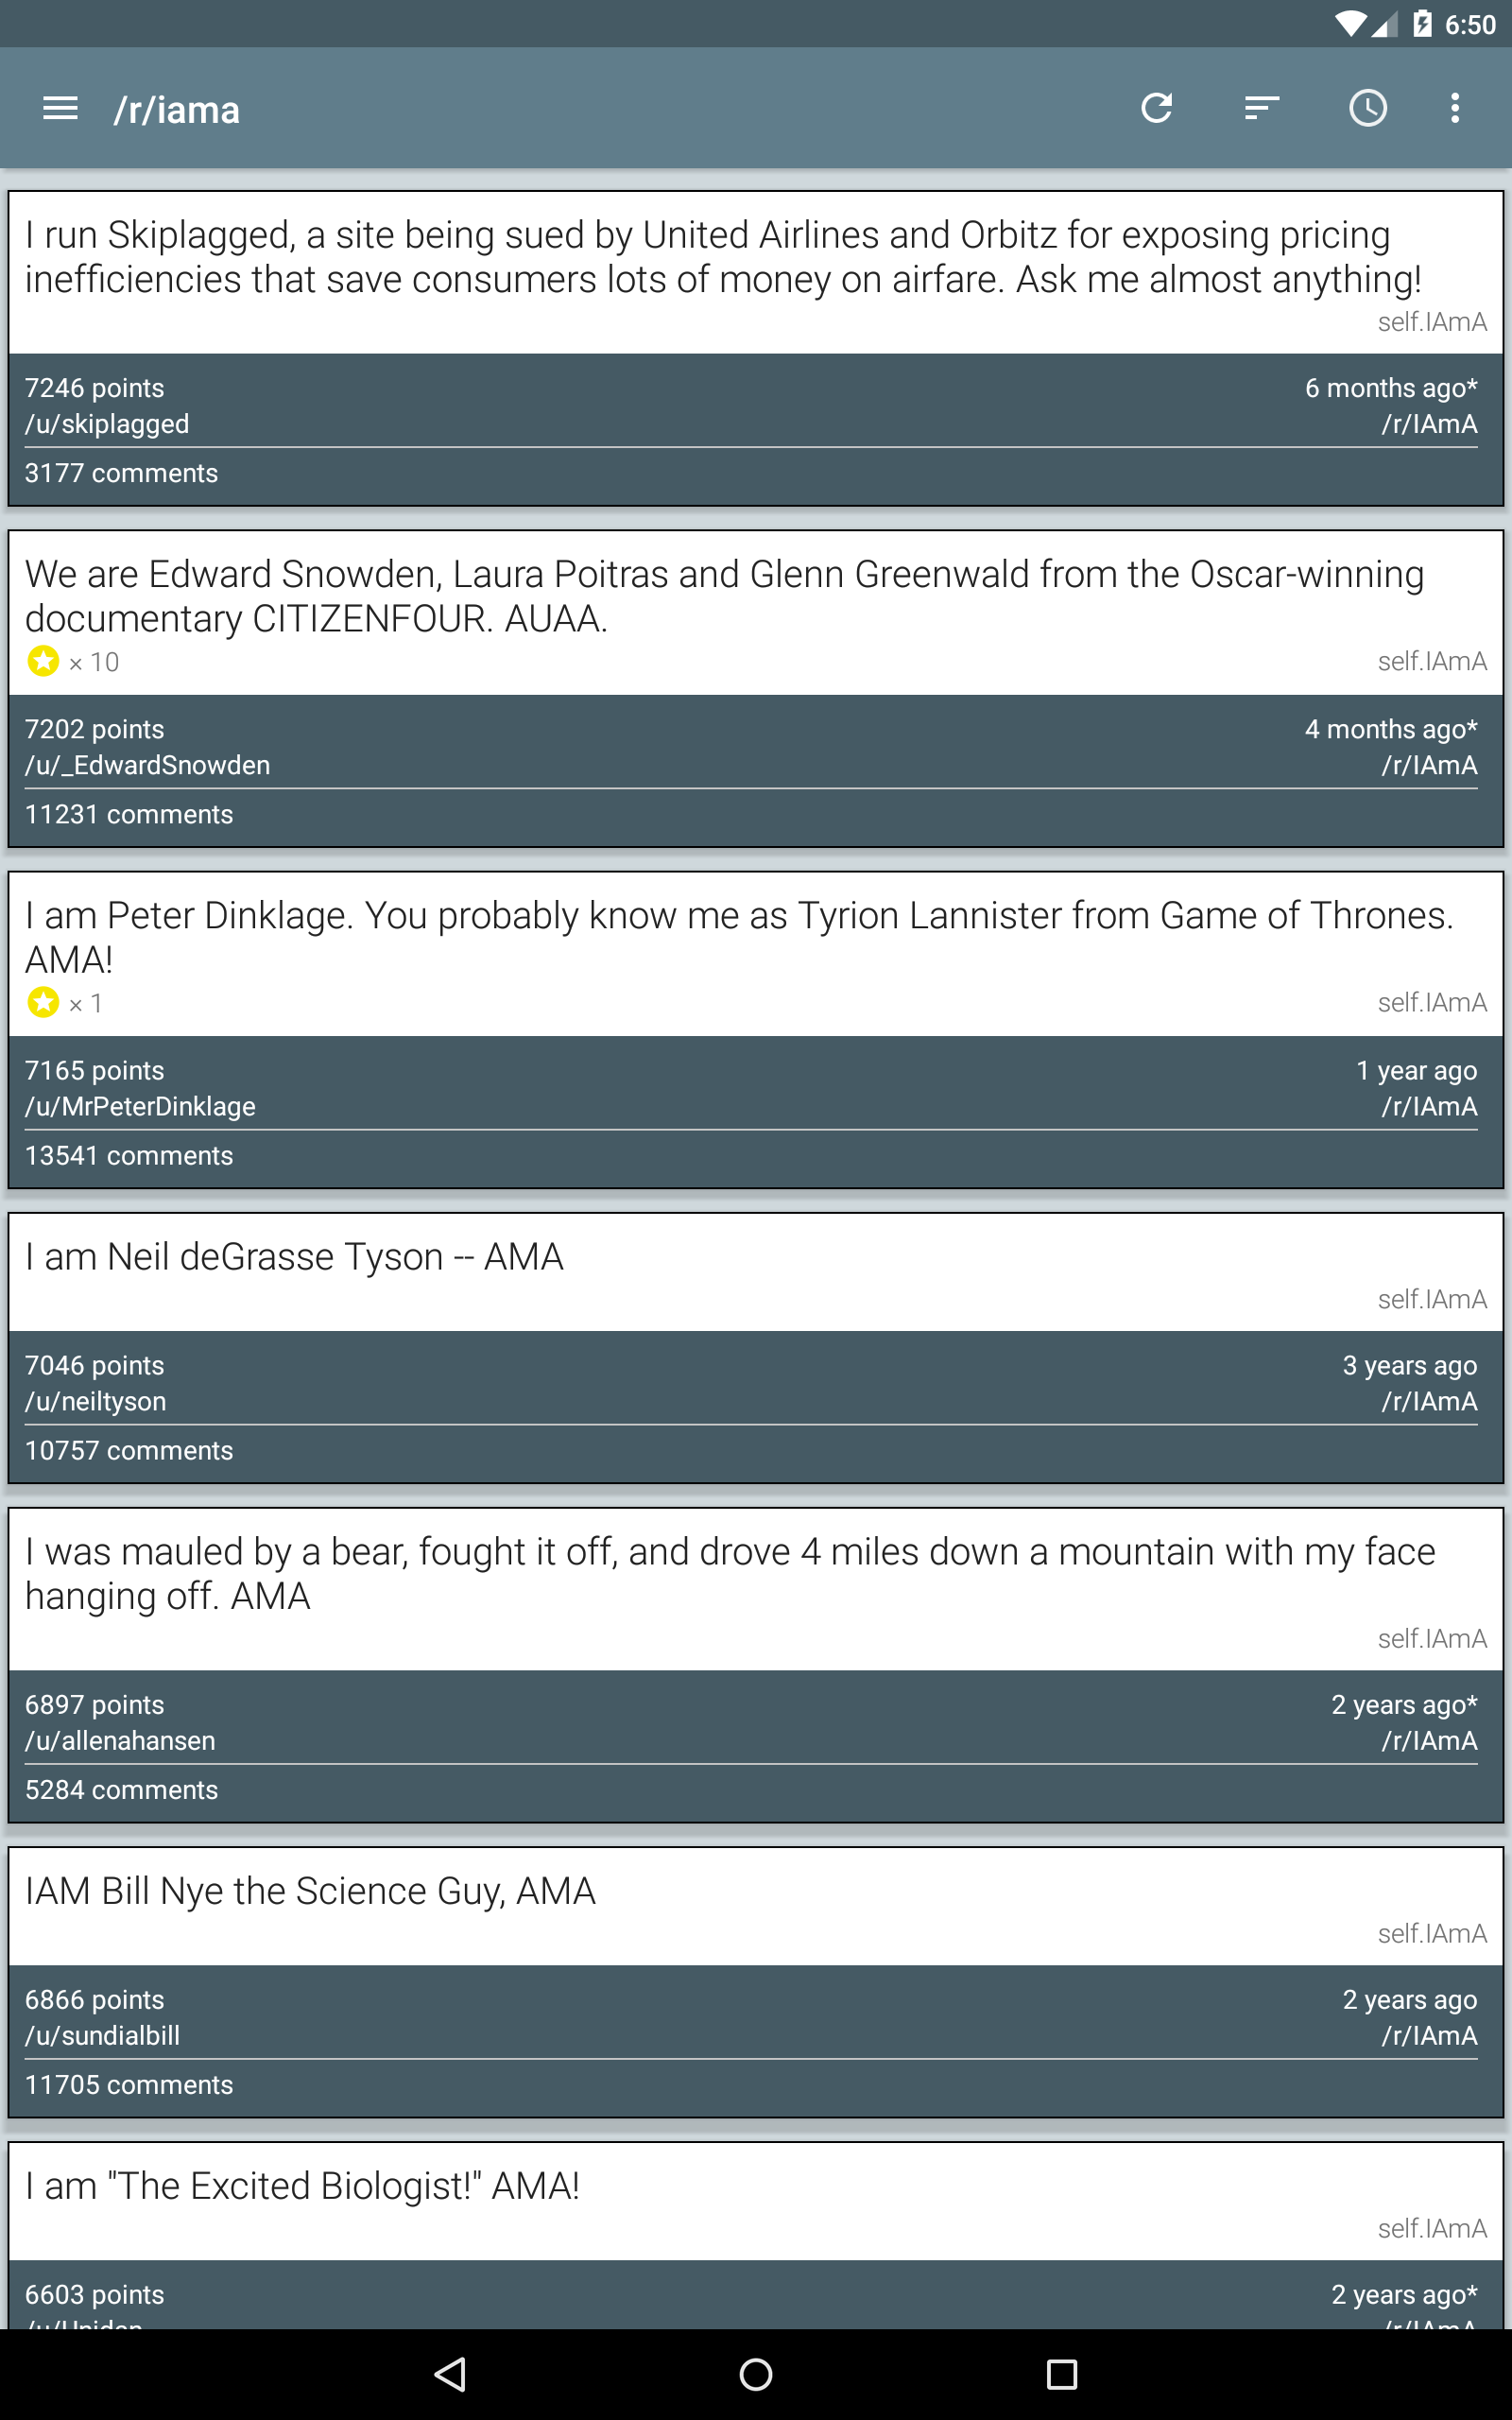 6:50
/r/iama
I run Skiplagged, a site being sued by United Airlines and Orbitz for exposing pricing
inefficiencies that save consumers lots of money on airfare. Ask me almost anything!
self.IAmA
7246 points
6 months ago*
/u/skiplagged
/r/IAmA
3177 comments
We are Edward Snowden, Laura Poitras and Glenn Greenwald from the Oscar-winning
documentary CITIZENFOUR. AUAA.
× 10
self.IAmA
7202 points
4 months ago*
/u/_EdwardSnowden
/r/IAmA
11231 comments
I am Peter Dinklage. You probably know me as Tyrion Lannister from Game of Thrones.
AMA!
× 1
self.IAmA
7165 points
1 year ago
/u/MrPeterDinklage
/r/IAmA
13541 comments
I am Neil deGrasse Tyson -- AMA
self.IAmA
7046 points
3 years ago
/u/neiltyson
/r/IAmA
10757 comments
I was mauled by a bear, fought it off, and drove 4 miles down a mountain with my face
hanging off. AMA
self.IAmA
6897 points
2 years ago*
/u/allenahansen
/r/IAmA
5284 comments
IAM Bill Nye the Science Guy, AMA
self.IAmA
6866 points
2 years ago
/u/sundialbill
/r/IAmA
11705 comments
I am "The Excited Biologist!" AMA!
self.IAmA
6603 points
2 years ago*
/r/IAmA